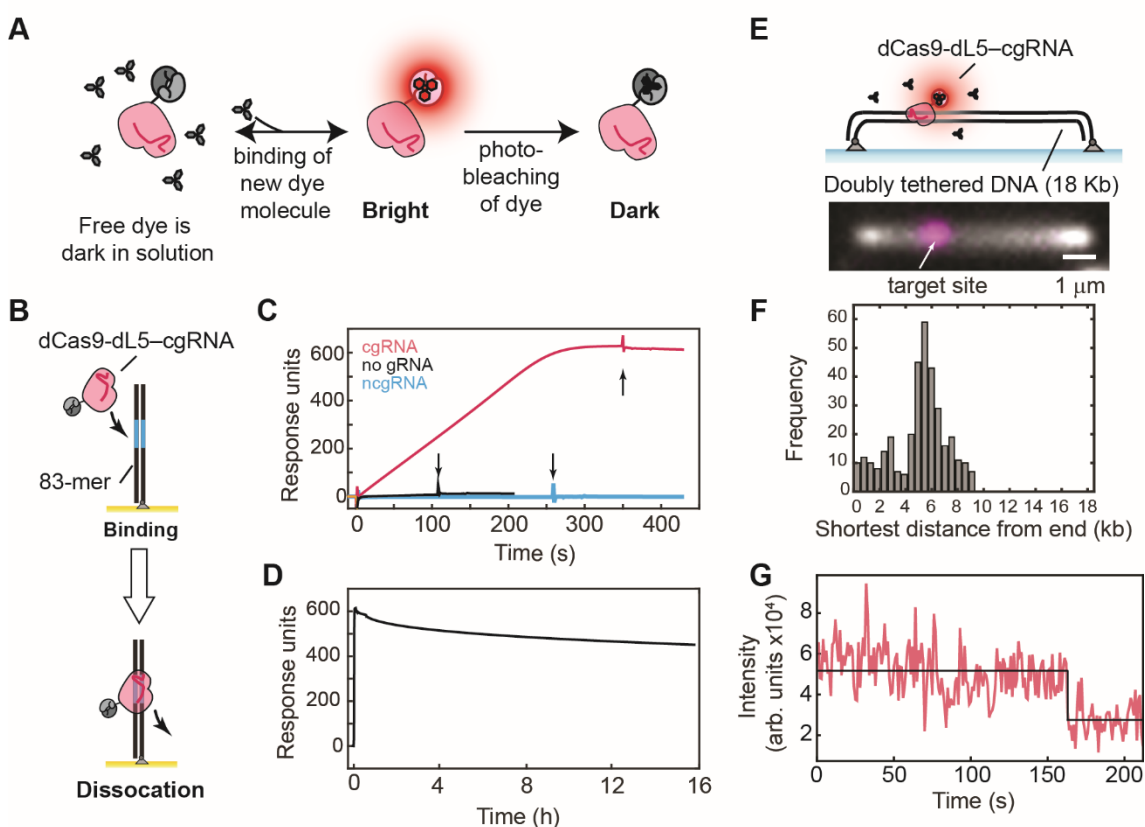 A
Free dye is
dark in solution
binding of
new dye
molecule
Bright
photo-
bleaching
of dye
Dark
B
dCas9-dL5–cgRNA
83-mer
Binding
Dissocation
C
cgRNA
no gRNA
ncgRNA
Response units
600
400
200
0
0
100
200
300
400
Time (s)
D
Response units
600
400
200
0
0
2
4
6
8
10
12
14
16
Time (h)
E
dCas9-dL5–cgRNA
Doubly tethered DNA (18 Kb)
target site
1 μm
F
Frequency
60
50
40
30
20
10
0
0 2 4 6 8 10 12 14 16 18
Shortest distance from end (kb)
G
Intensity
(arb. units x10⁴)
8
6
4
2
0
50
100
150
200
Time (s)